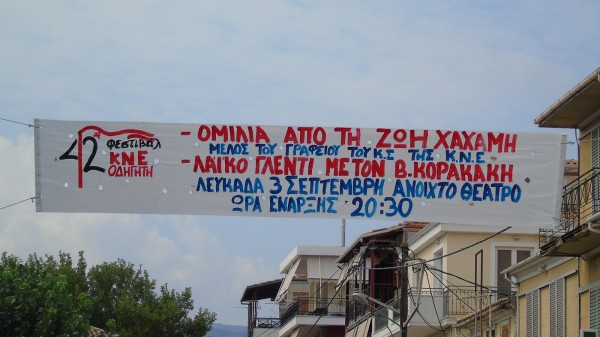 42
ΦΕΣΤΙΒΑΛ
ΚΝΕ
ΟΔΗΓΗΤΗ
- ΟΜΙΛΙΑ ΑΠΟ ΤΗ ΖΩΗ ΧΑΧΑΜΗ
ΜΕΛΟΣ ΤΟΥ ΓΡΑΦΕΙΟΥ ΤΟΥ Κ.Σ ΤΗΣ Κ.Ν.Ε
- ΛΑΪΚΟ ΓΛΕΝΤΙ ΜΕ ΤΟΝ Β. ΚΟΡΑΚΑΚΗ
ΛΕΥΚΑΔΑ 3 ΣΕΠΤΕΜΒΡΗ ΑΝΟΙΧΤΟ ΘΕΑΤΡΟ
ΩΡΑ ΕΝΑΡΞΗΣ 20:30